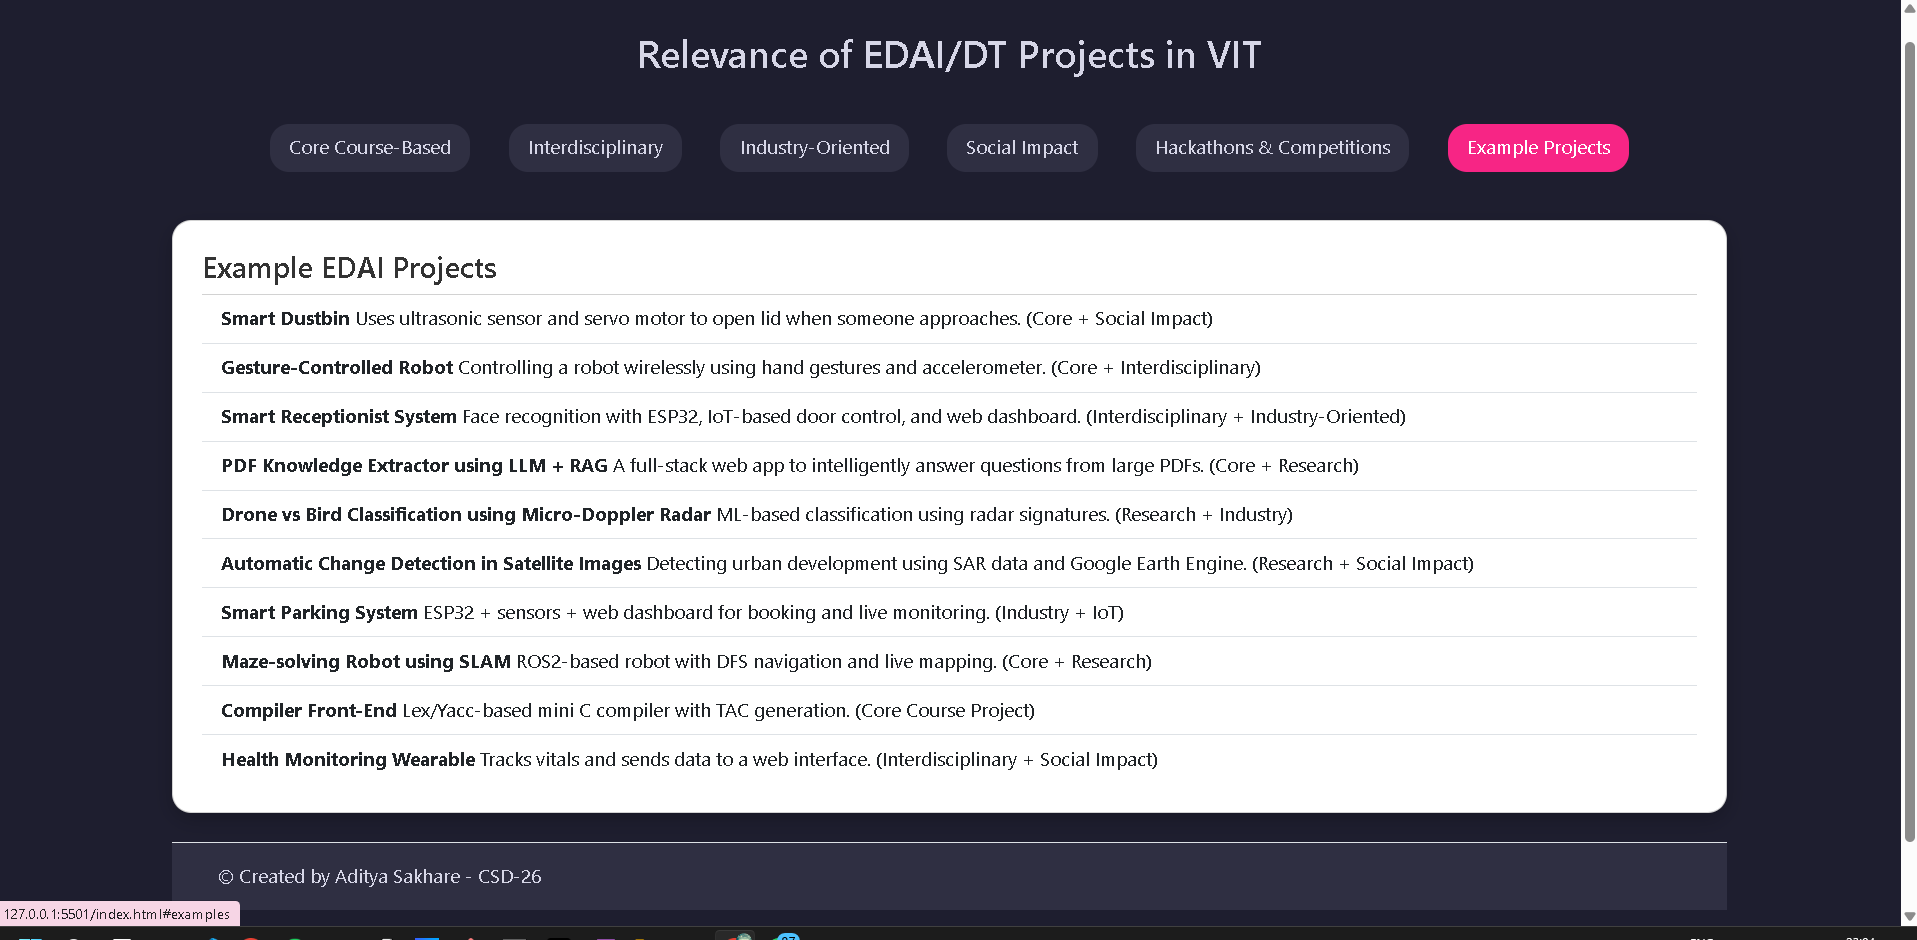 Relevance of EDAI/DT Projects in VIT
Core Course-Based
Interdisciplinary
Industry-Oriented
Social Impact
Hackathons & Competitions
Example Projects
Example EDAI Projects
Smart Dustbin Uses ultrasonic sensor and servo motor to open lid when someone approaches. (Core + Social Impact)
Gesture-Controlled Robot Controlling a robot wirelessly using hand gestures and accelerometer. (Core + Interdisciplinary)
Smart Receptionist System Face recognition with ESP32, IoT-based door control, and web dashboard. (Interdisciplinary + Industry-Oriented)
PDF Knowledge Extractor using LLM + RAG A full-stack web app to intelligently answer questions from large PDFs. (Core + Research)
Drone vs Bird Classification using Micro-Doppler Radar ML-based classification using radar signatures. (Research + Industry)
Automatic Change Detection in Satellite Images Detecting urban development using SAR data and Google Earth Engine. (Research + Social Impact)
Smart Parking System ESP32 + sensors + web dashboard for booking and live monitoring. (Industry + IoT)
Maze-solving Robot using SLAM ROS2-based robot with DFS navigation and live mapping. (Core + Research)
Compiler Front-End Lex/Yacc-based mini C compiler with TAC generation. (Core Course Project)
Health Monitoring Wearable Tracks vitals and sends data to a web interface. (Interdisciplinary + Social Impact)
© Created by Aditya Sakhare - CSD-26
127.0.0.1:5501/index.html#examples